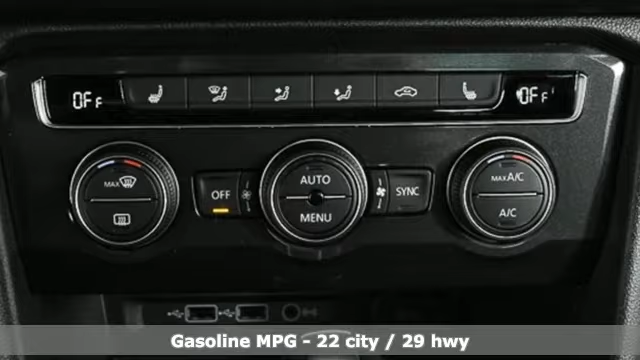 OFF
OFF
MAX
OFF
AUTO
MENU
SYNC
MAX A/C
A/C
Gasoline MPG - 22 city / 29 hwy